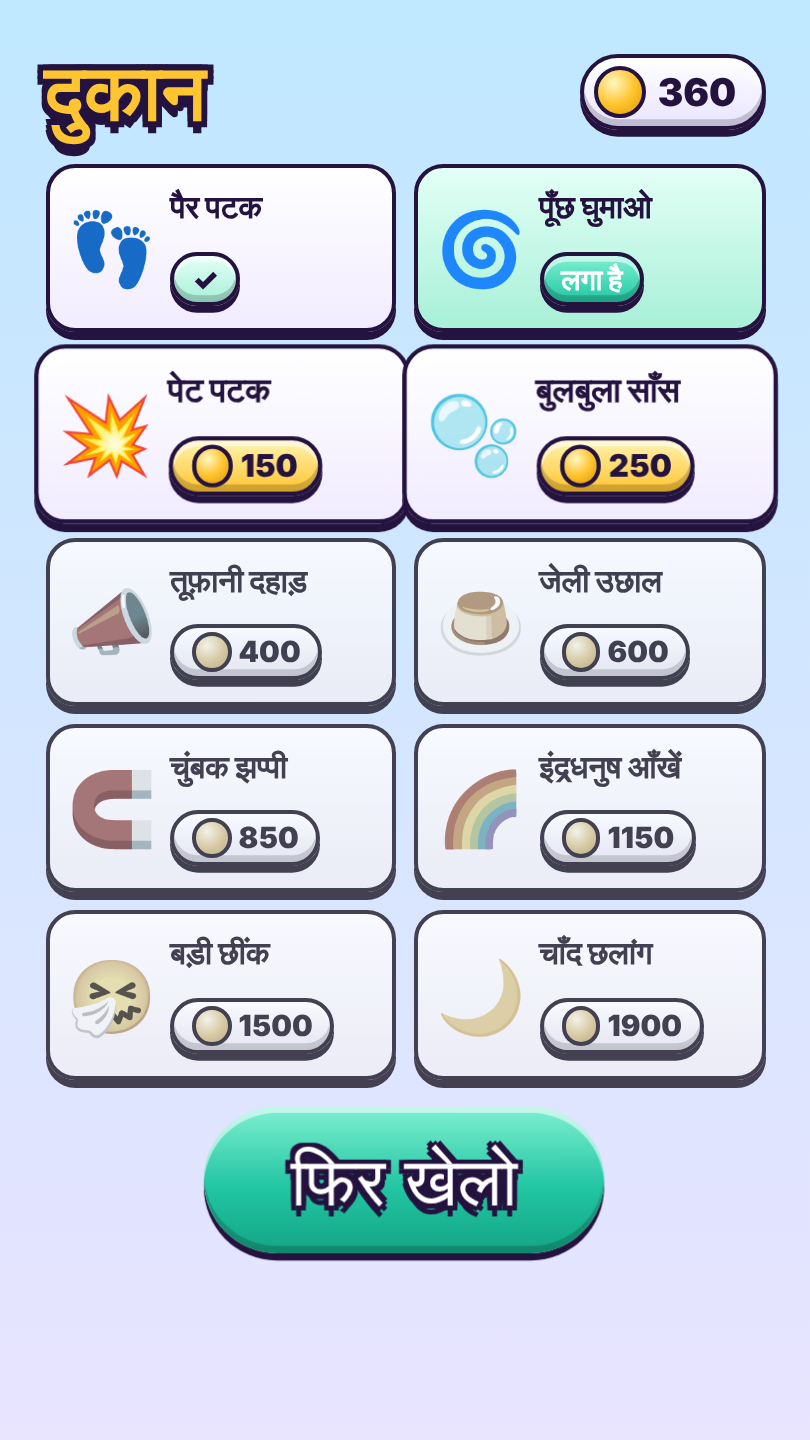 दुकान
360
पैर पटक
पूँछ घुमाओ
✓
लगा है
पेट पटक
बुलबुला साँस
150
250
तूफ़ानी दहाड़
जेली उछाल
400
600
चुंबक झप्पी
इंद्रधनुष आँखें
850
1150
बड़ी छींक
चाँद छलांग
1500
1900
फिर खेलो